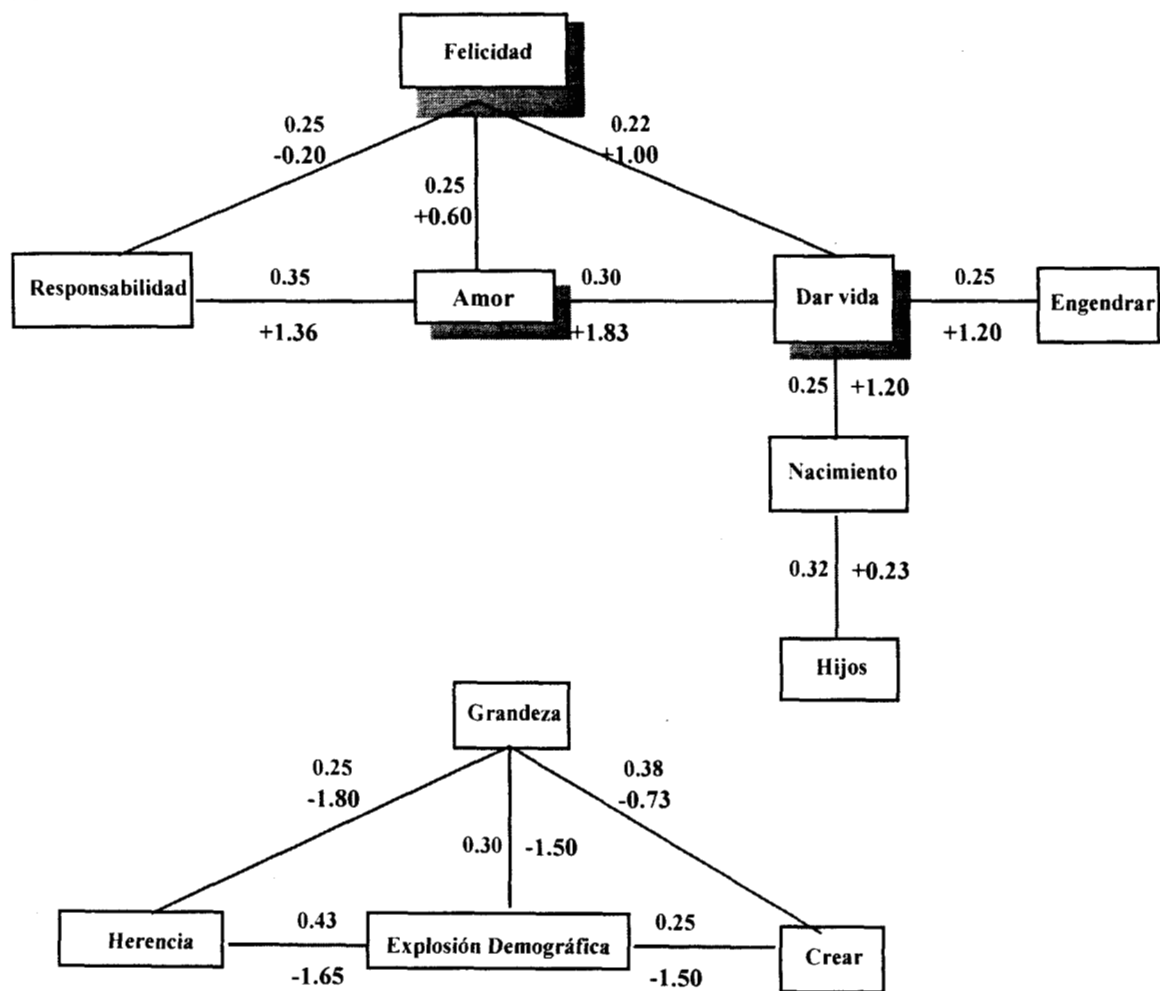 Felicidad
0.25
-0.20
0.22
+1.00
0.25
+0.60
Responsabilidad
0.35
+1.36
Amor
0.30
+1.83
Dar vida
0.25
+1.20
Engendrar
0.25 +1.20
Nacimiento
0.32 +0.23
Hijos
Grandeza
0.25
-1.80
0.38
-0.73
0.30 -1.50
Herencia
0.43
-1.65
Explosión Demográfica
0.25
-1.50
Crear